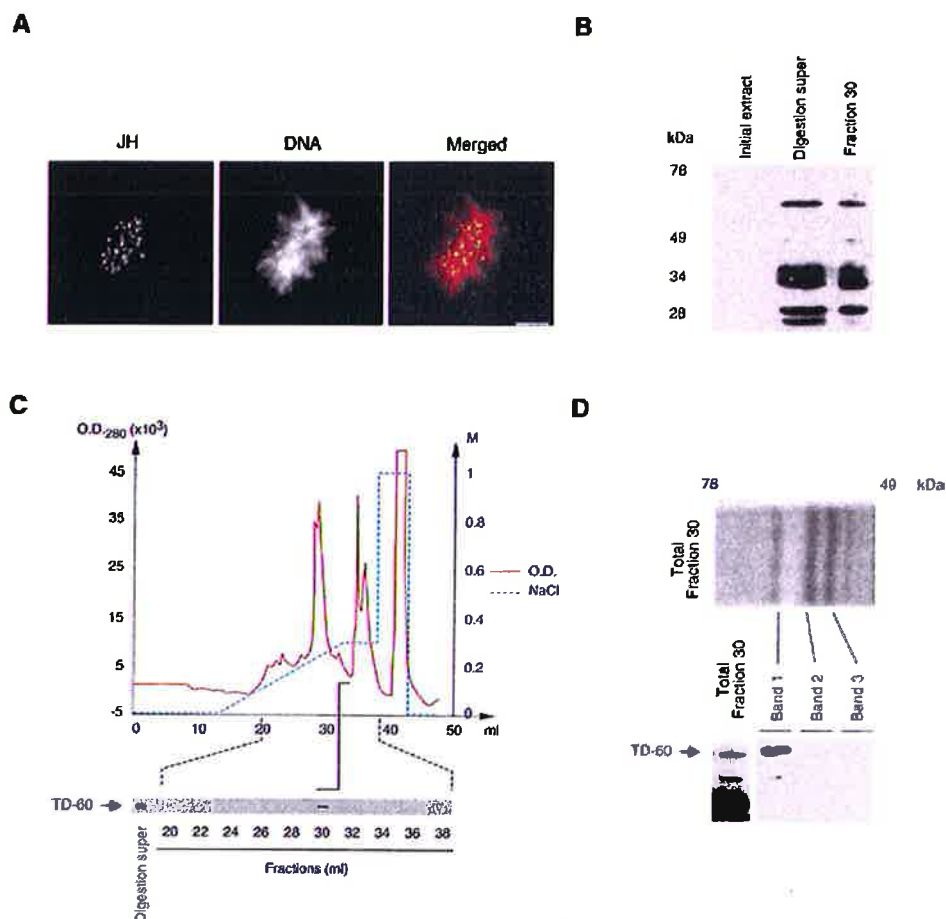 A
JH
DNA
Merged
B
Initial extract
Digestion super
Fraction 30
kDa
78
49
34
28
C
O.D.280 (x10³)
M
45
35
25
15
5
-5
1
0.8
0.6
0.4
0.2
0
O.D.
NaCl
0 10 20 30 40 50 ml
TD-60
Digestion super
20 22 24 26 28 30 32 34 36 38
Fractions (ml)
D
78 49 kDa
Total
Fraction 30
Total
Fraction 30
Band 1
Band 2
Band 3
TD-60